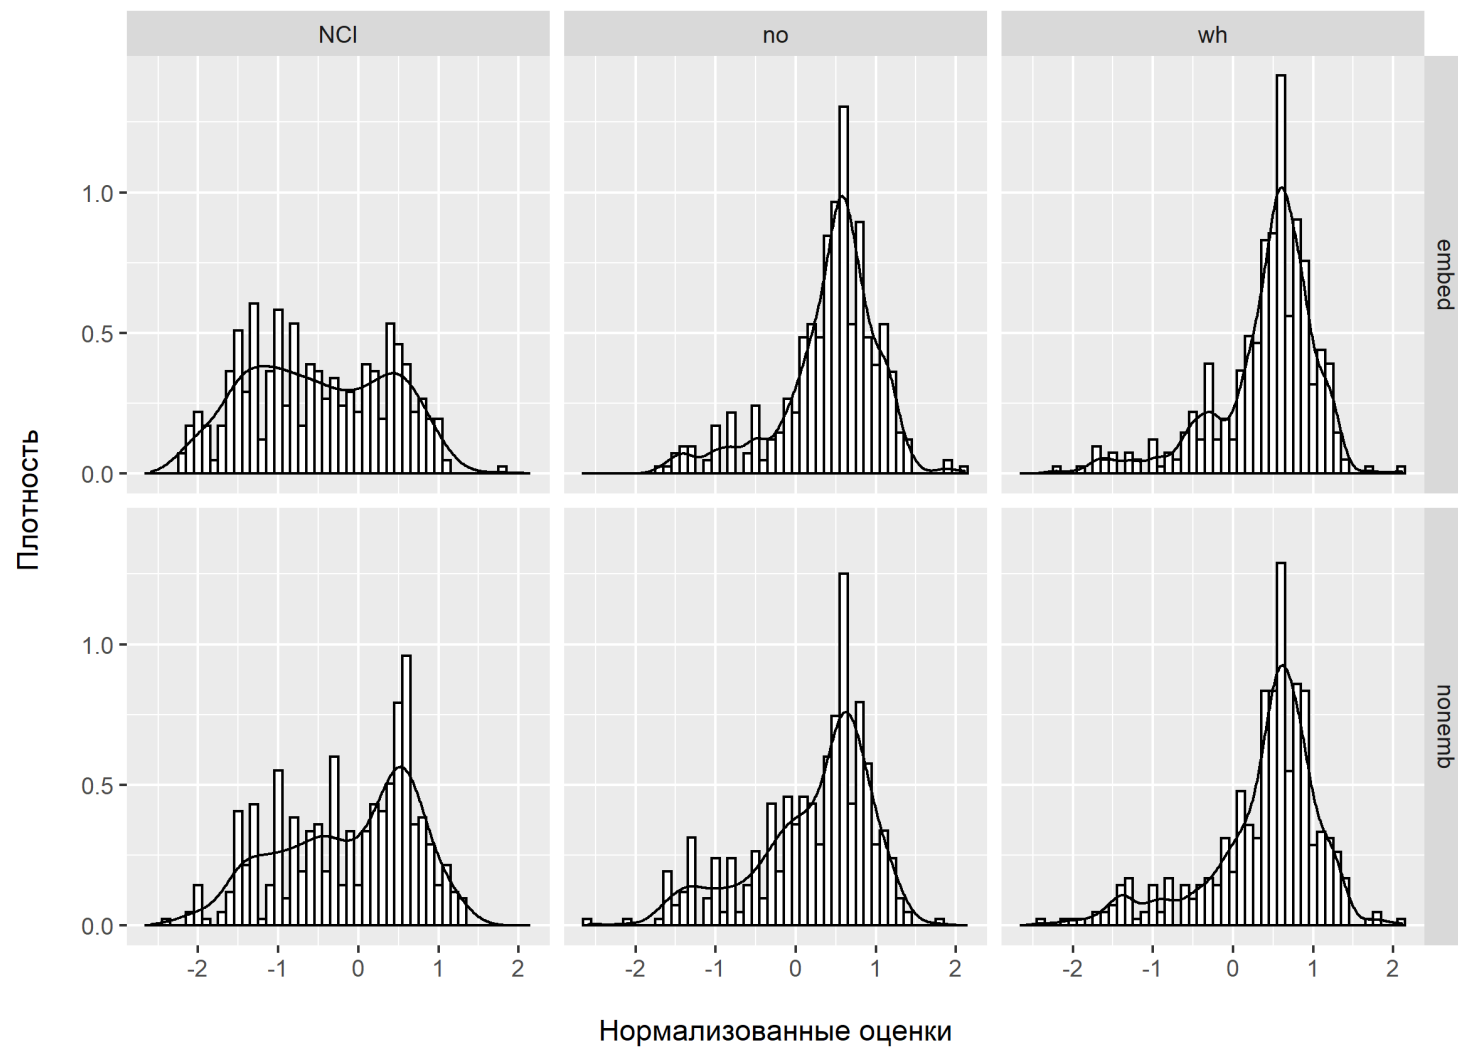 NCI
no
wh
1.0
0.5
0.0
embed
1.0
0.5
0.0
nonemb
-2 -1 0 1 2
-2 -1 0 1 2
-2 -1 0 1 2
Плотность
Нормализованные оценки